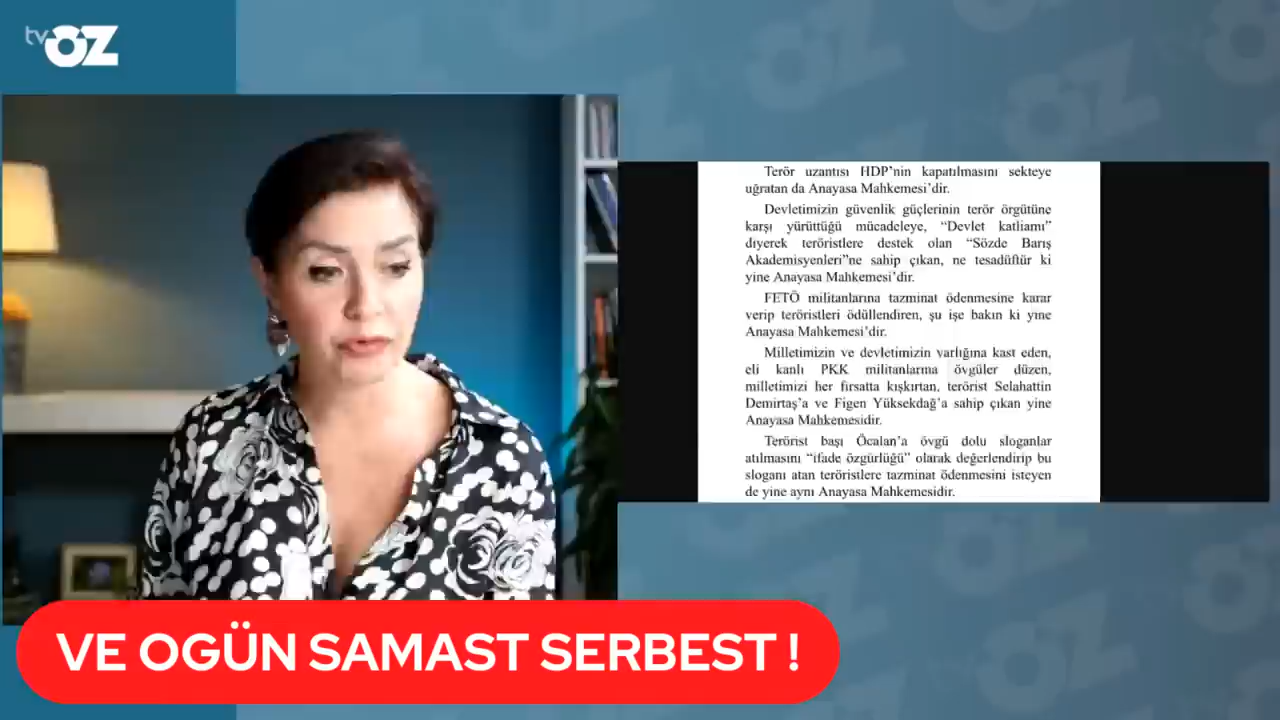 tv ÖZ
Terör uzantısı HDP’nin kapatılmasını sekteye
uğratan da Anayasa Mahkemesi’dir.
Devletimizin güvenlik güçlerinin terör örgütüne
karşı yürüttüğü mücadeleye, “Devlet katliamı”
diyerek teröristlere destek olan “Sözde Barış
Akademisyenleri”ne sahip çıkan, ne tesadüftür ki
yine Anayasa Mahkemesi’dir.
FETÖ militanlarına tazminat ödenmesine karar
verip teröristleri ödüllendiren, şu işe bakın ki yine
Anayasa Mahkemesi’dir.
Milletimizin ve devletimizin varlığına kast eden,
eli kanlı PKK militanlarına övgüler düzen,
milletimizi her fırsatta kışkırtan, terörist Selahattin
Demirtaş’a ve Figen Yüksekdağ’a sahip çıkan yine
Anayasa Mahkemesidir.
Terörist başı Öcalan’a övgü dolu sloganlar
atılmasını “ifade özgürlüğü” olarak değerlendirip bu
sloganı atan teröristlere tazminat ödenmesini isteyen
de yine aynı Anayasa Mahkemesidir.
VE OGÜN SAMAST SERBEST !